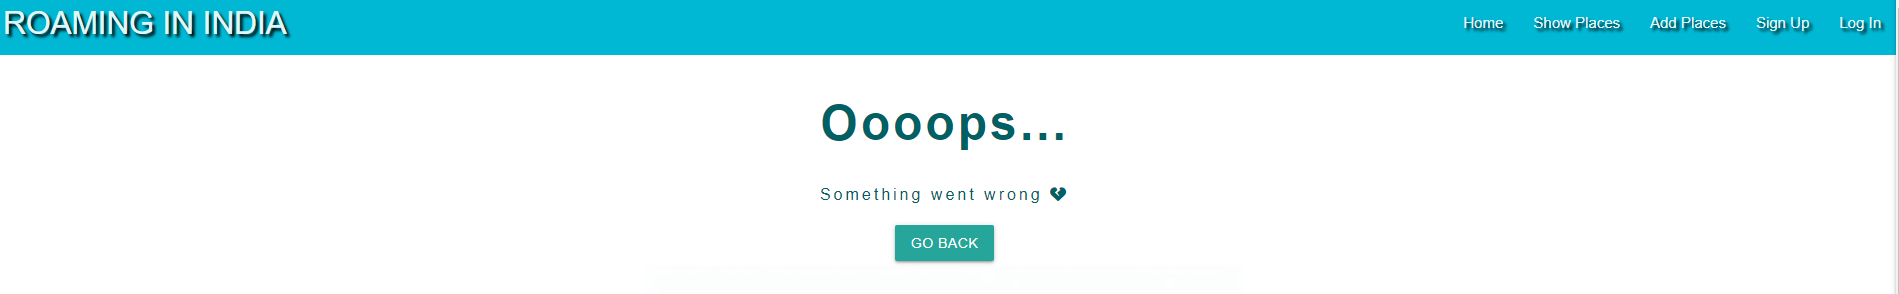 ROAMING IN INDIA
Home Show Places Add Places Sign Up Log In
Oooops...
Something went wrong
GO BACK